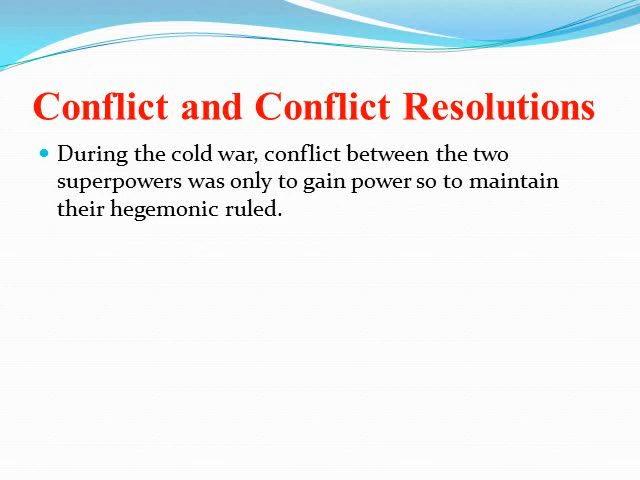 Conflict and Conflict Resolutions
During the cold war, conflict between the two
superpowers was only to gain power so to maintain
their hegemonic ruled.